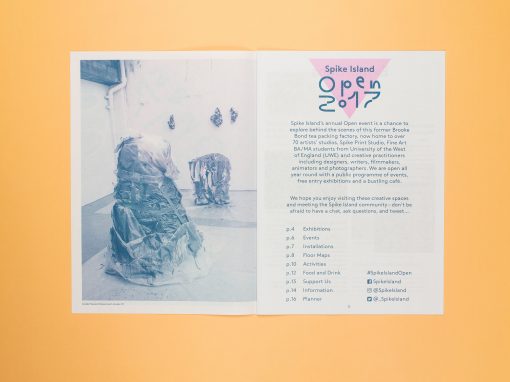 Spike Island
Open
2017
Spike Island's annual Open event is a chance to
explore behind the scenes of this former Brooke
Bond tea packing factory, now home to over
70 artists' studios, Spike Print Studio, Fine Art
BA/MA students from University of the West
of England (UWE) and creative practitioners
including designers, writers, filmmakers,
animators and photographers. We are open all
year round with a public programme of events,
free entry exhibitions and a bustling café.
We hope you enjoy visiting these creative spaces
and meeting the Spike Island community – don't be
afraid to have a chat, ask questions, and tweet ...
p.4 Exhibitions
p.6 Events
p.7 Installations
p.8 Floor Maps
p.10 Activities
p.12 Food and Drink #SpikeIslandOpen
p.13 Support Us SpikeIsland
p.14 Information @SpikeIsland
p.16 Planner @_SpikeIsland